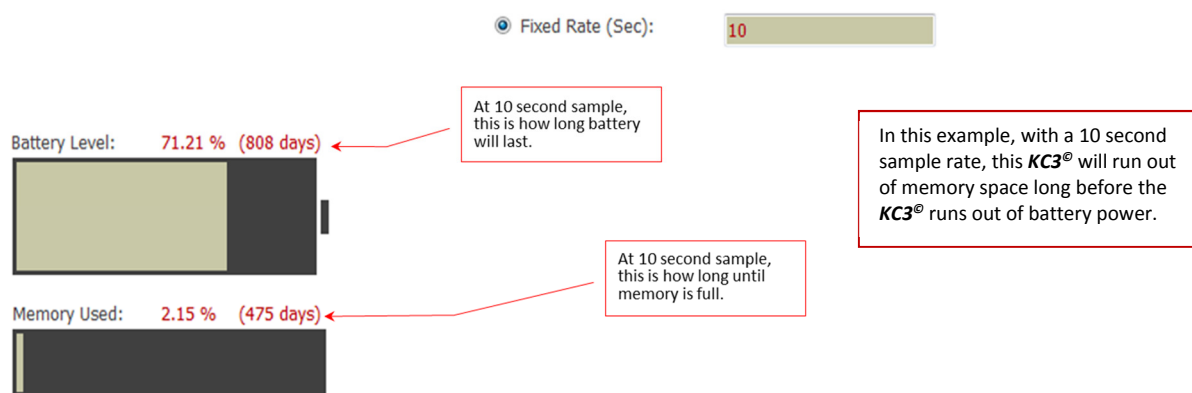 Fixed Rate (Sec): 10
At 10 second sample,
this is how long battery
will last.
Battery Level: 71.21 % (808 days)
In this example, with a 10 second
sample rate, this KC3© will run out
of memory space long before the
KC3© runs out of battery power.
At 10 second sample,
this is how long until
memory is full.
Memory Used: 2.15 % (475 days)